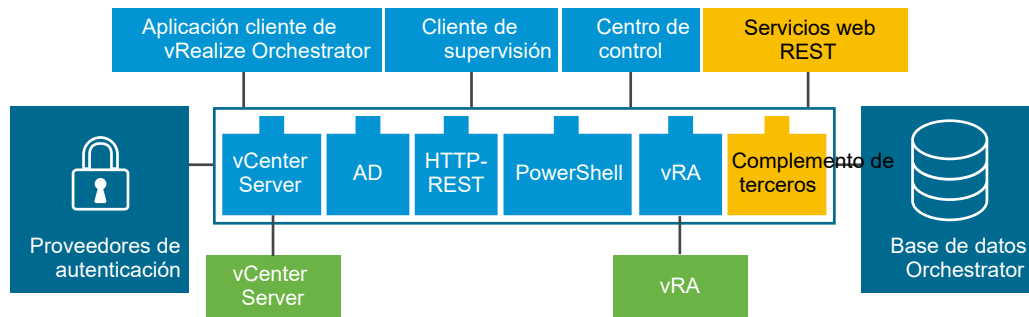 Aplicación cliente de
vRealize Orchestrator
Cliente de
supervisión
Centro de
control
Servicios web
REST
Proveedores de
autenticación
vCenter
Server
AD
HTTP-
REST
PowerShell
vRA
Complemento de
terceros
Base de datos
Orchestrator
vCenter
Server
vRA